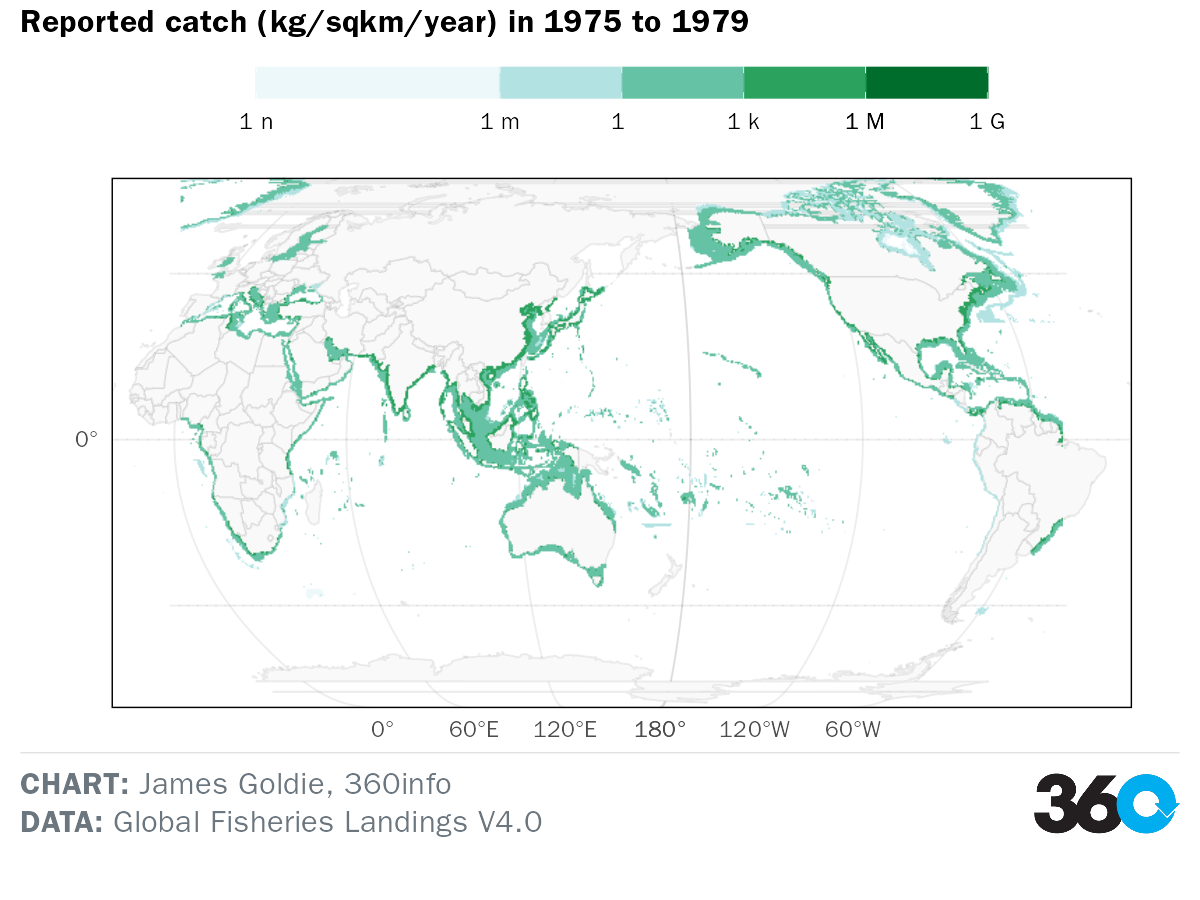 Reported catch (kg/sqkm/year) in 1975 to 1979
1 n 1 m 1 1 k 1 M 1 G
0°
0° 60°E 120°E 180° 120°W 60°W
CHART: James Goldie, 360info
DATA: Global Fisheries Landings V4.0
360